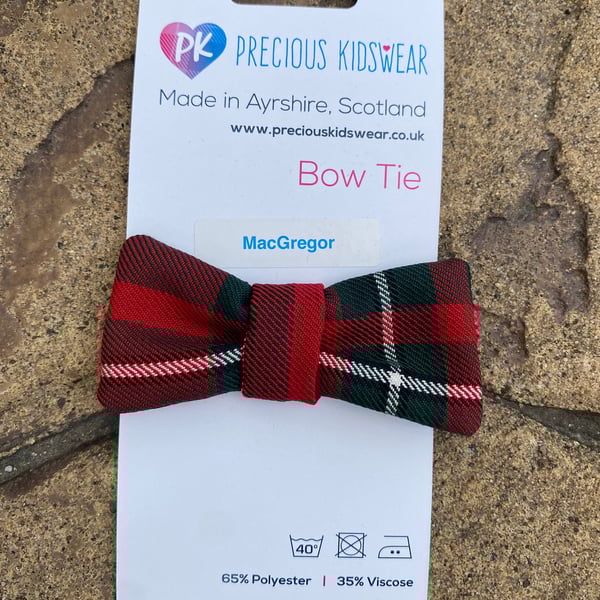 PK PRECIOUS KIDSWEAR
Made in Ayrshire, Scotland
www.preciouskidswear.co.uk
Bow Tie
MacGregor
40°
65% Polyester | 35% Viscose